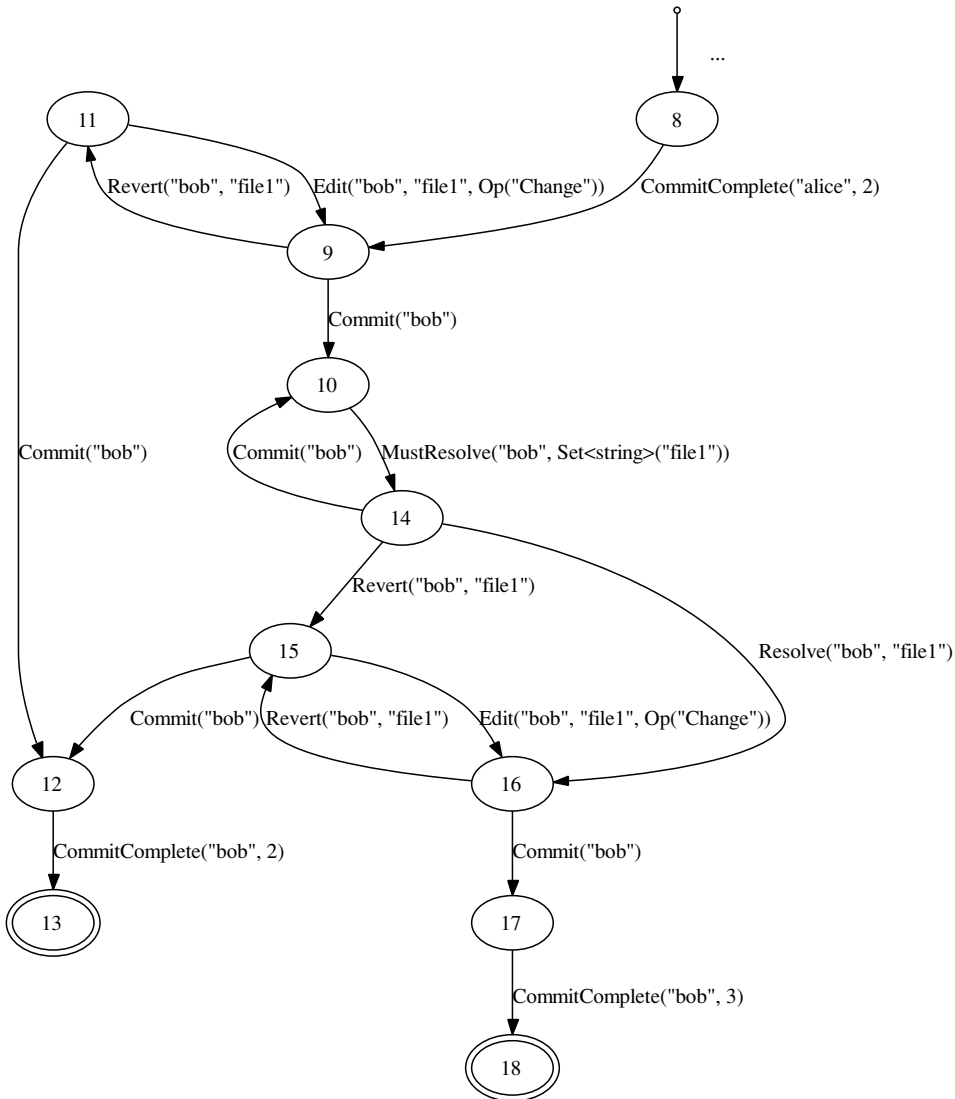 ...
11
8
Revert("bob", "file1")
Edit("bob", "file1", Op("Change"))
CommitComplete("alice", 2)
9
Commit("bob")
10
Commit("bob")
Commit("bob")
MustResolve("bob", Set<string>("file1"))
14
Revert("bob", "file1")
15
Resolve("bob", "file1")
Commit("bob")
Revert("bob", "file1")
Edit("bob", "file1", Op("Change"))
12
16
CommitComplete("bob", 2)
Commit("bob")
13
17
CommitComplete("bob", 3)
18